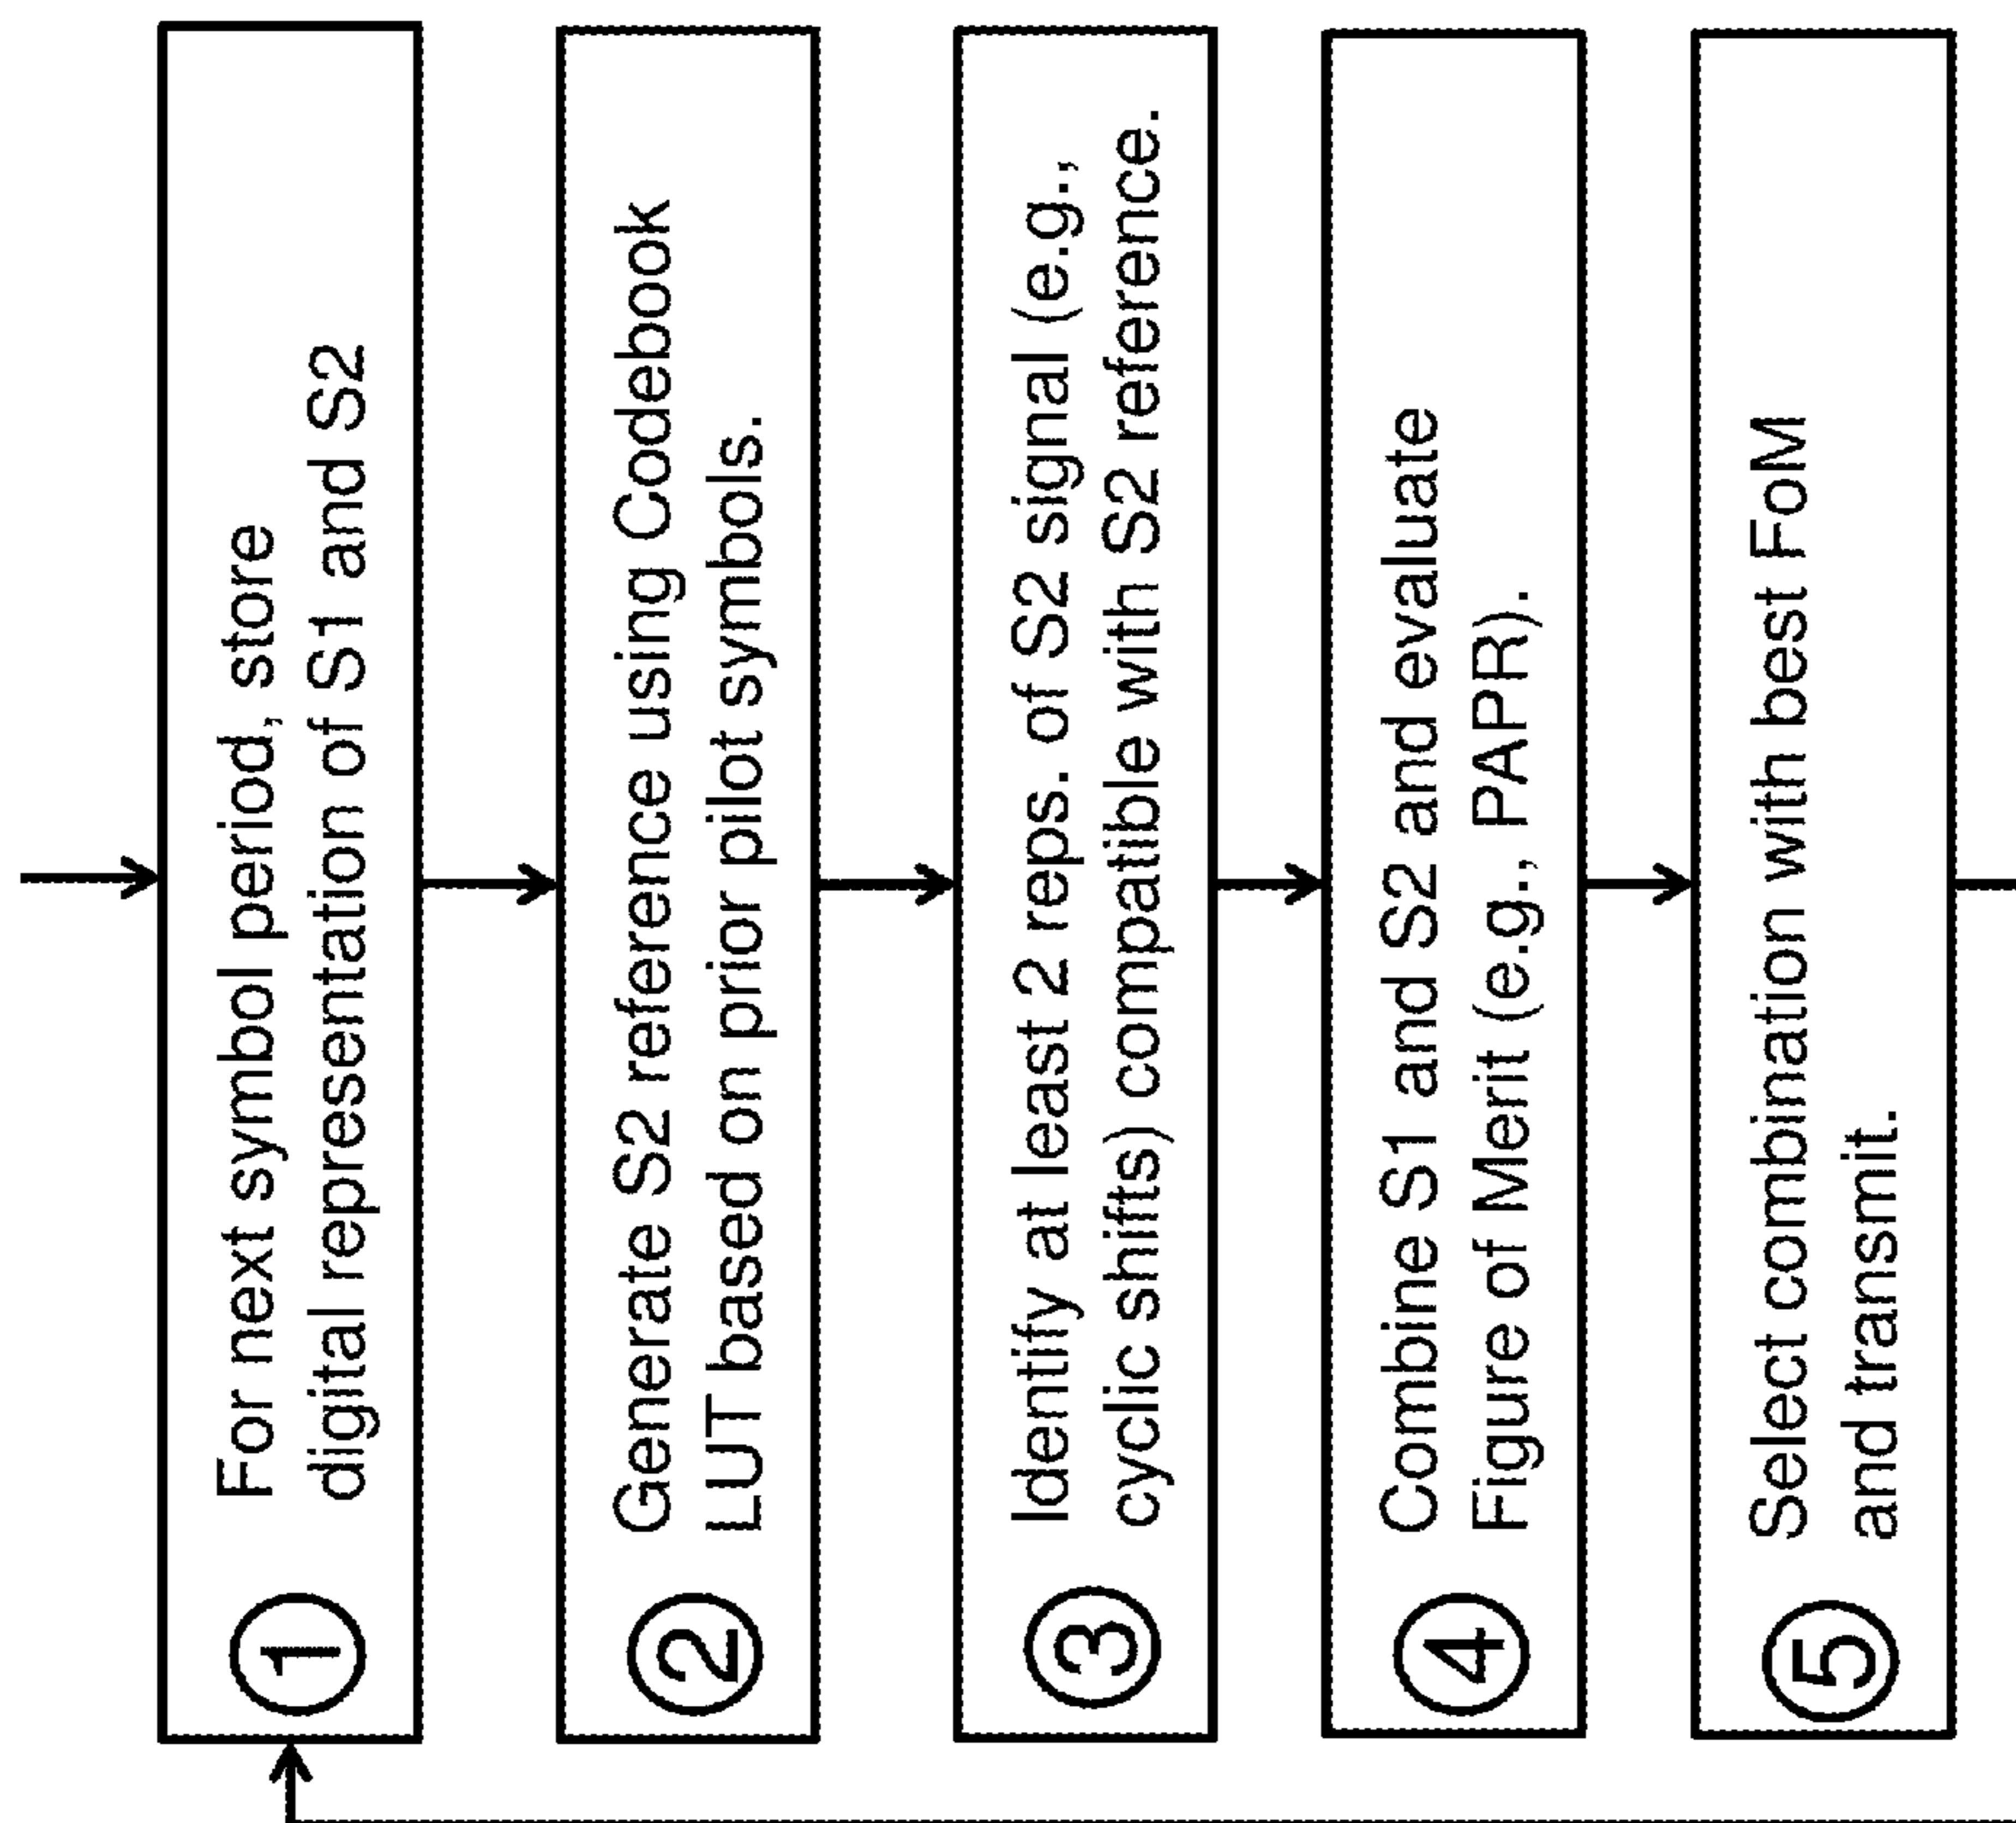 1
For next symbol period, store
digital representation of S1 and S2
2
Generate S2 reference using Codebook
LUT based on prior pilot symbols.
3
Identify at least 2 reps. of S2 signal (e.g.,
cyclic shifts) compatible with S2 reference.
4
Combine S1 and S2 and evaluate
Figure of Merit (e.g., PAPR).
5
Select combination with best FoM
and transmit.